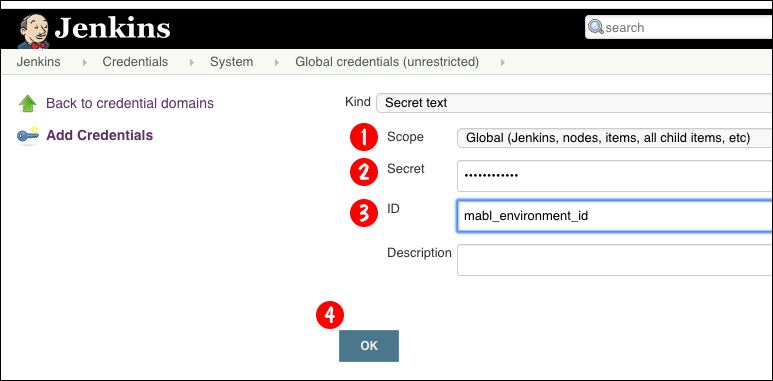 Jenkins
search
Jenkins Credentials System Global credentials (unrestricted)
Back to credential domains
Add Credentials
Kind Secret text
1 Scope Global (Jenkins, nodes, items, all child items, etc)
2 Secret ••••••••••••
3 ID mabl_environment_id
Description
4
OK